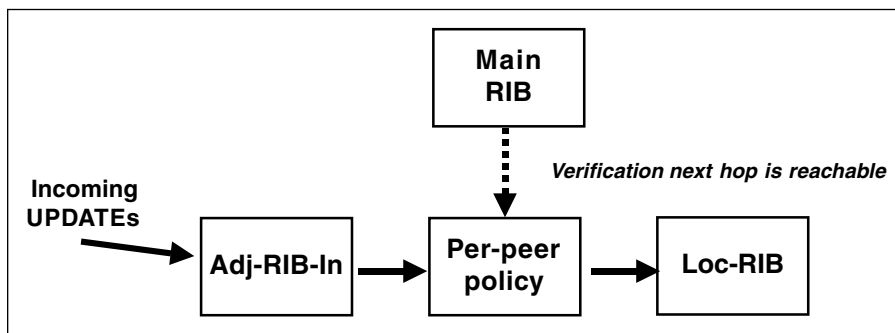 Main
RIB
Verification next hop is reachable
Incoming
UPDATEs
Adj-RIB-In
Per-peer
policy
Loc-RIB